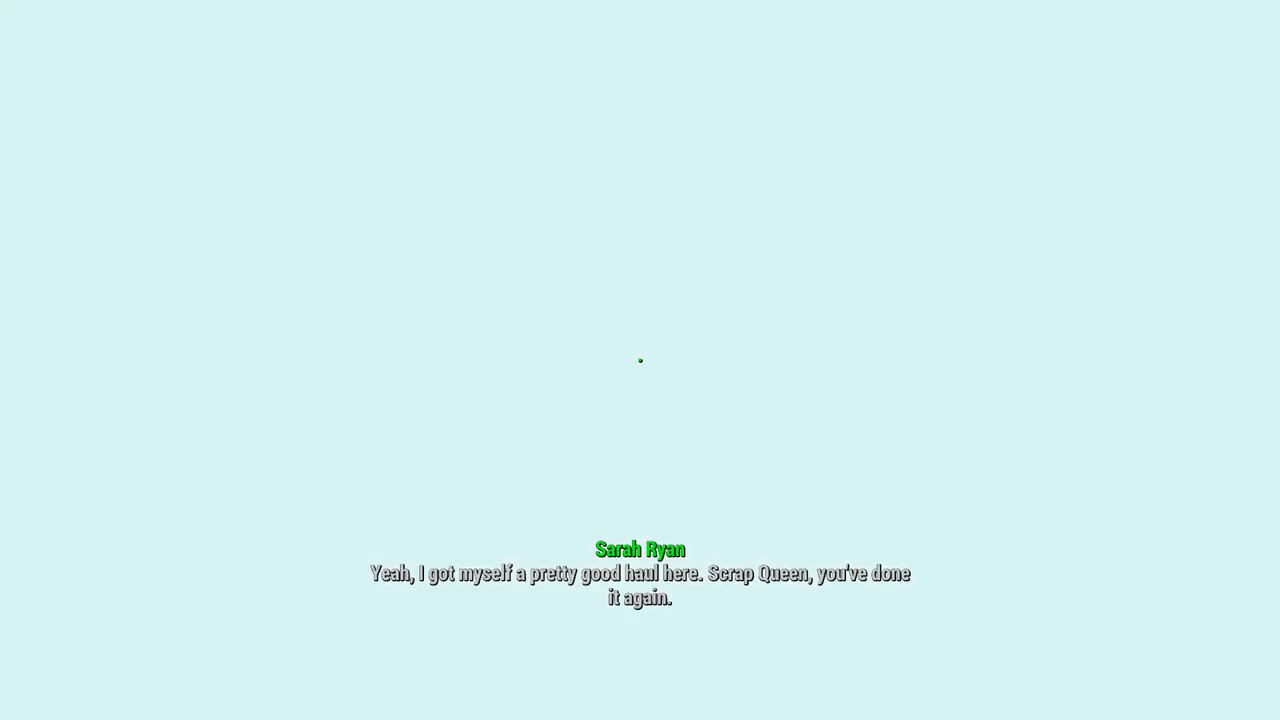 Sarah Ryan
Yeah, I got myself a pretty good haul here. Scrap Queen, you've done
it again.